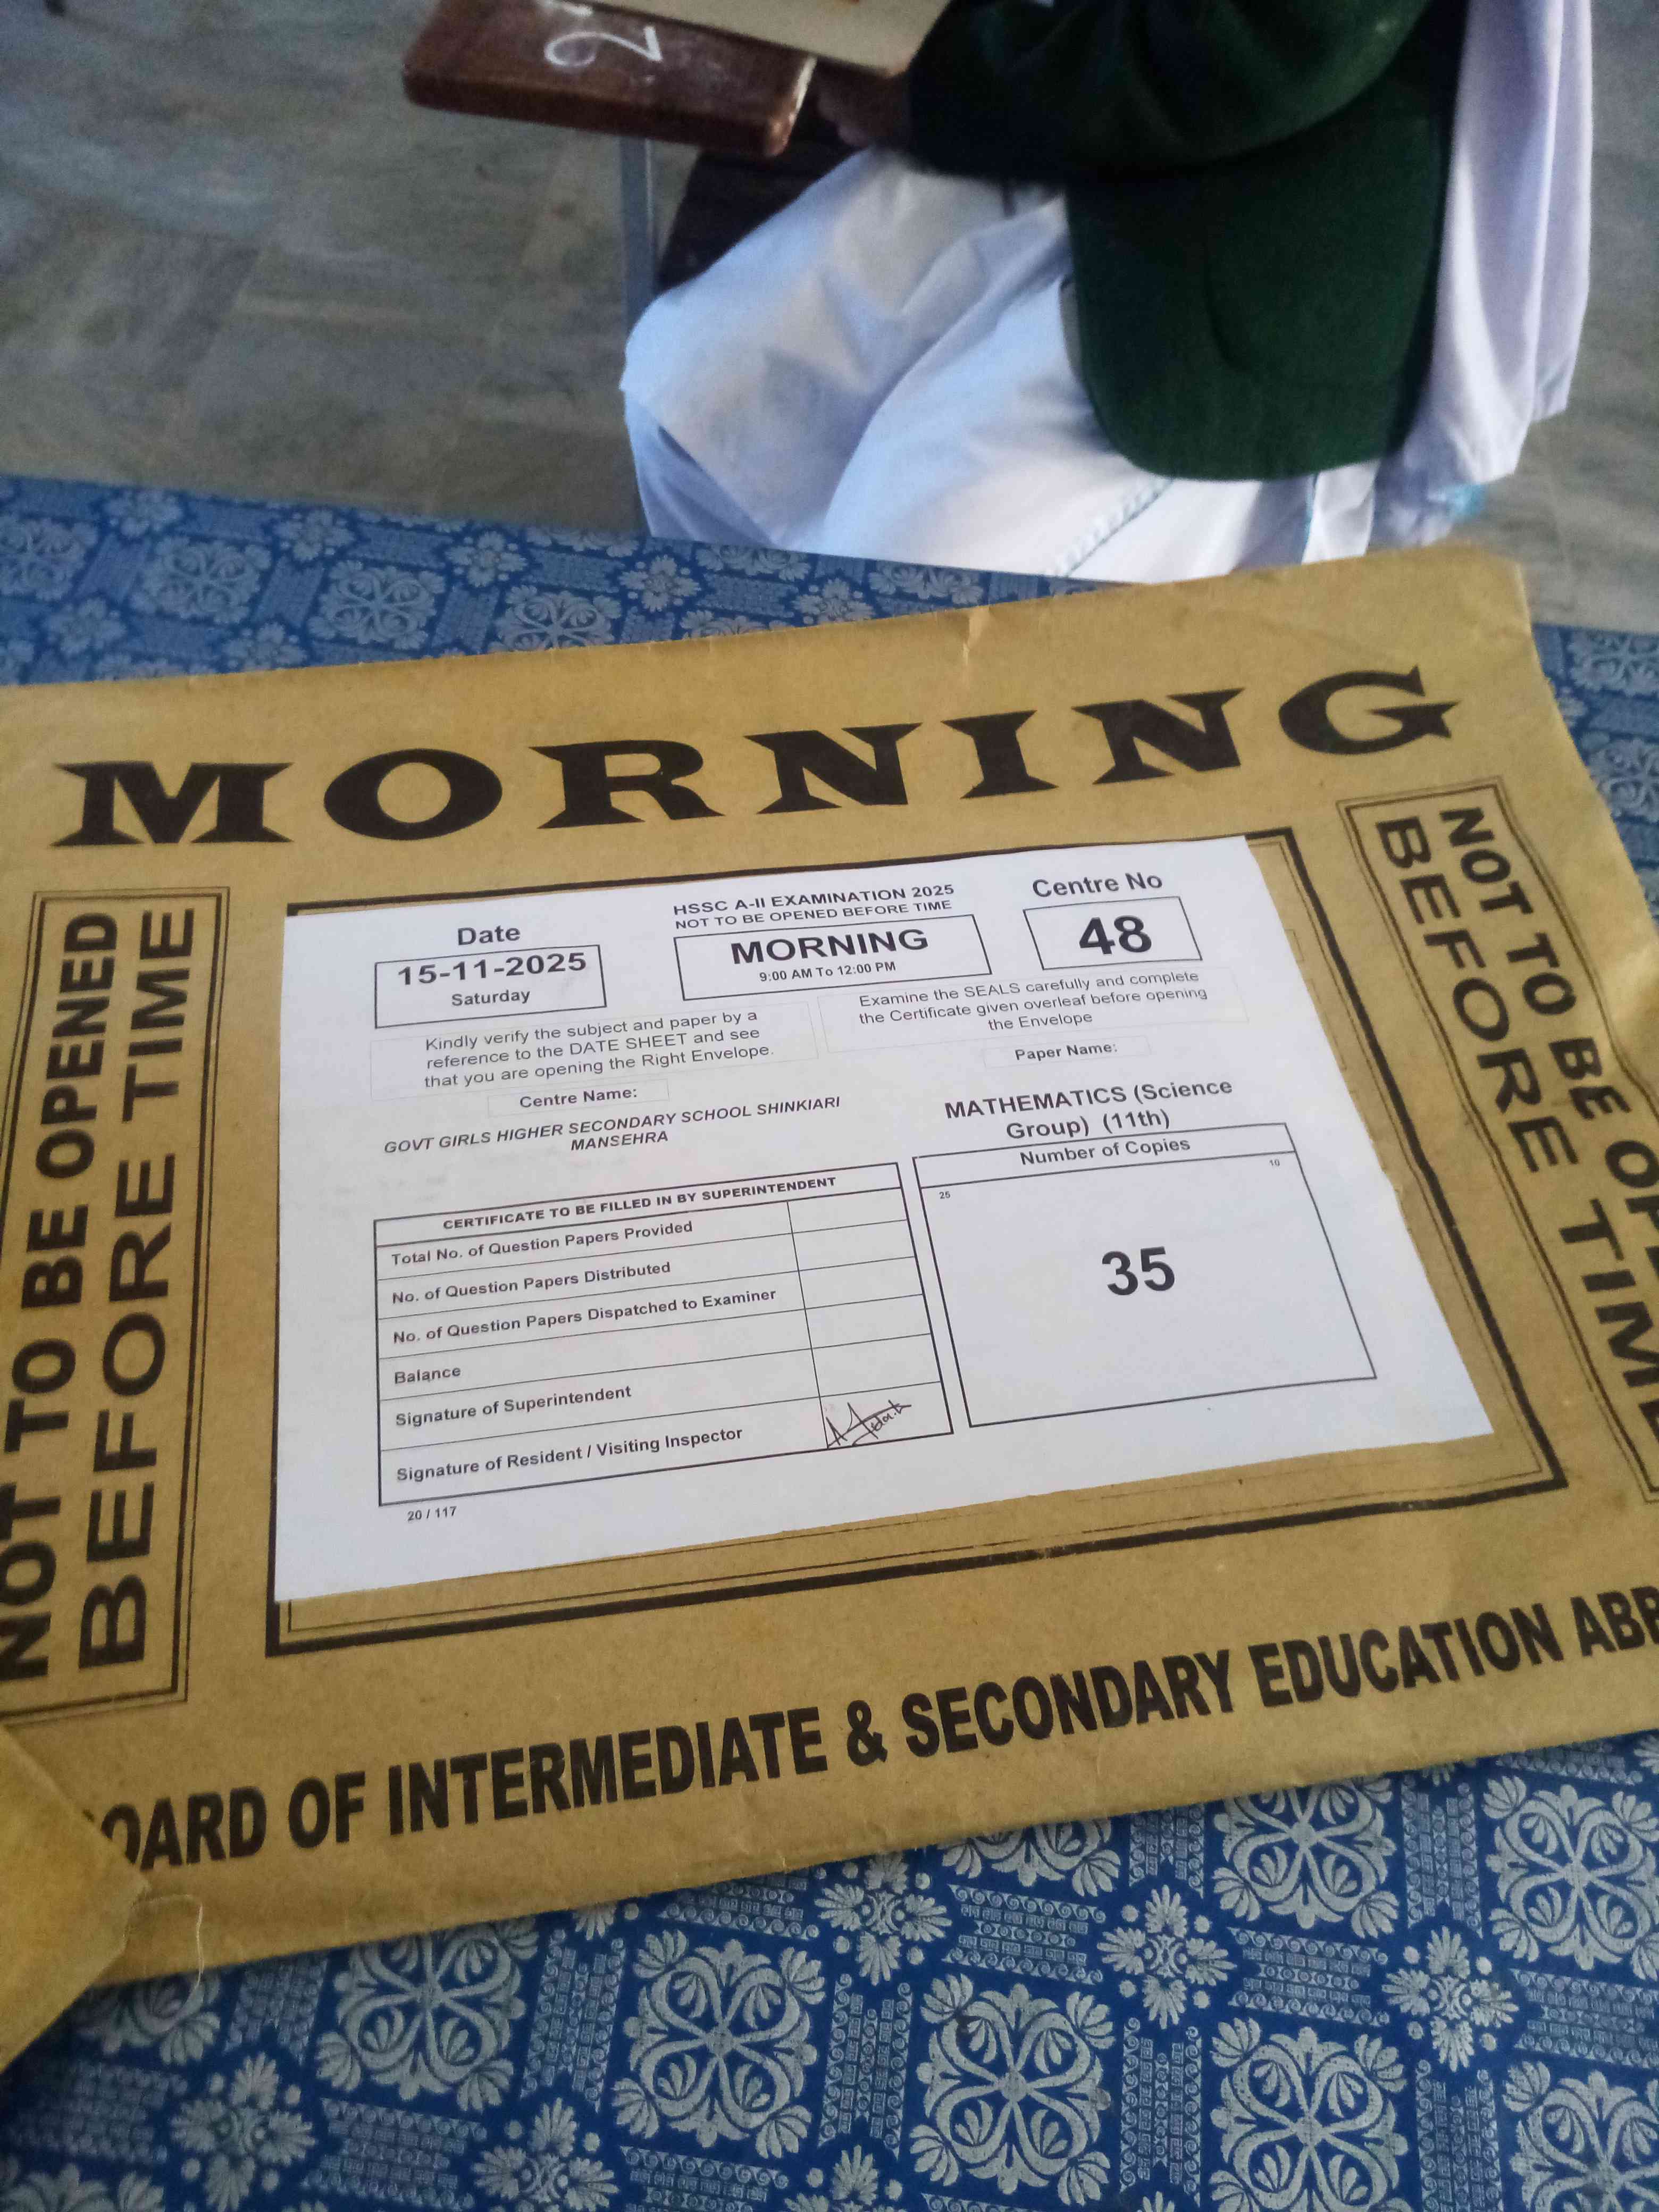 2
MORNING
NOT TO BE OPENED
BEFORE TIME
Date
15-11-2025
Saturday
HSSC A-II EXAMINATION 2025
NOT TO BE OPENED BEFORE TIME
MORNING
9:00 AM To 12:00 PM
Centre No
48
Kindly verify the subject and paper by a
reference to the DATE SHEET and see
that you are opening the Right Envelope.
Examine the SEALS carefully and complete
the Certificate given overleaf before opening
the Envelope
Centre Name:
GOVT GIRLS HIGHER SECONDARY SCHOOL SHINKIARI
MANSEHRA
Paper Name:
MATHEMATICS (Science
Group) (11th)
CERTIFICATE TO BE FILLED IN BY SUPERINTENDENT
Total No. of Question Papers Provided
No. of Question Papers Distributed
No. of Question Papers Dispatched to Examiner
Balance
Signature of Superintendent
Signature of Resident / Visiting Inspector
20 / 117
Number of Copies
25
10
35
NOT TO BE OP
BEFORE TIM
OARD OF INTERMEDIATE & SECONDARY EDUCATION ABB